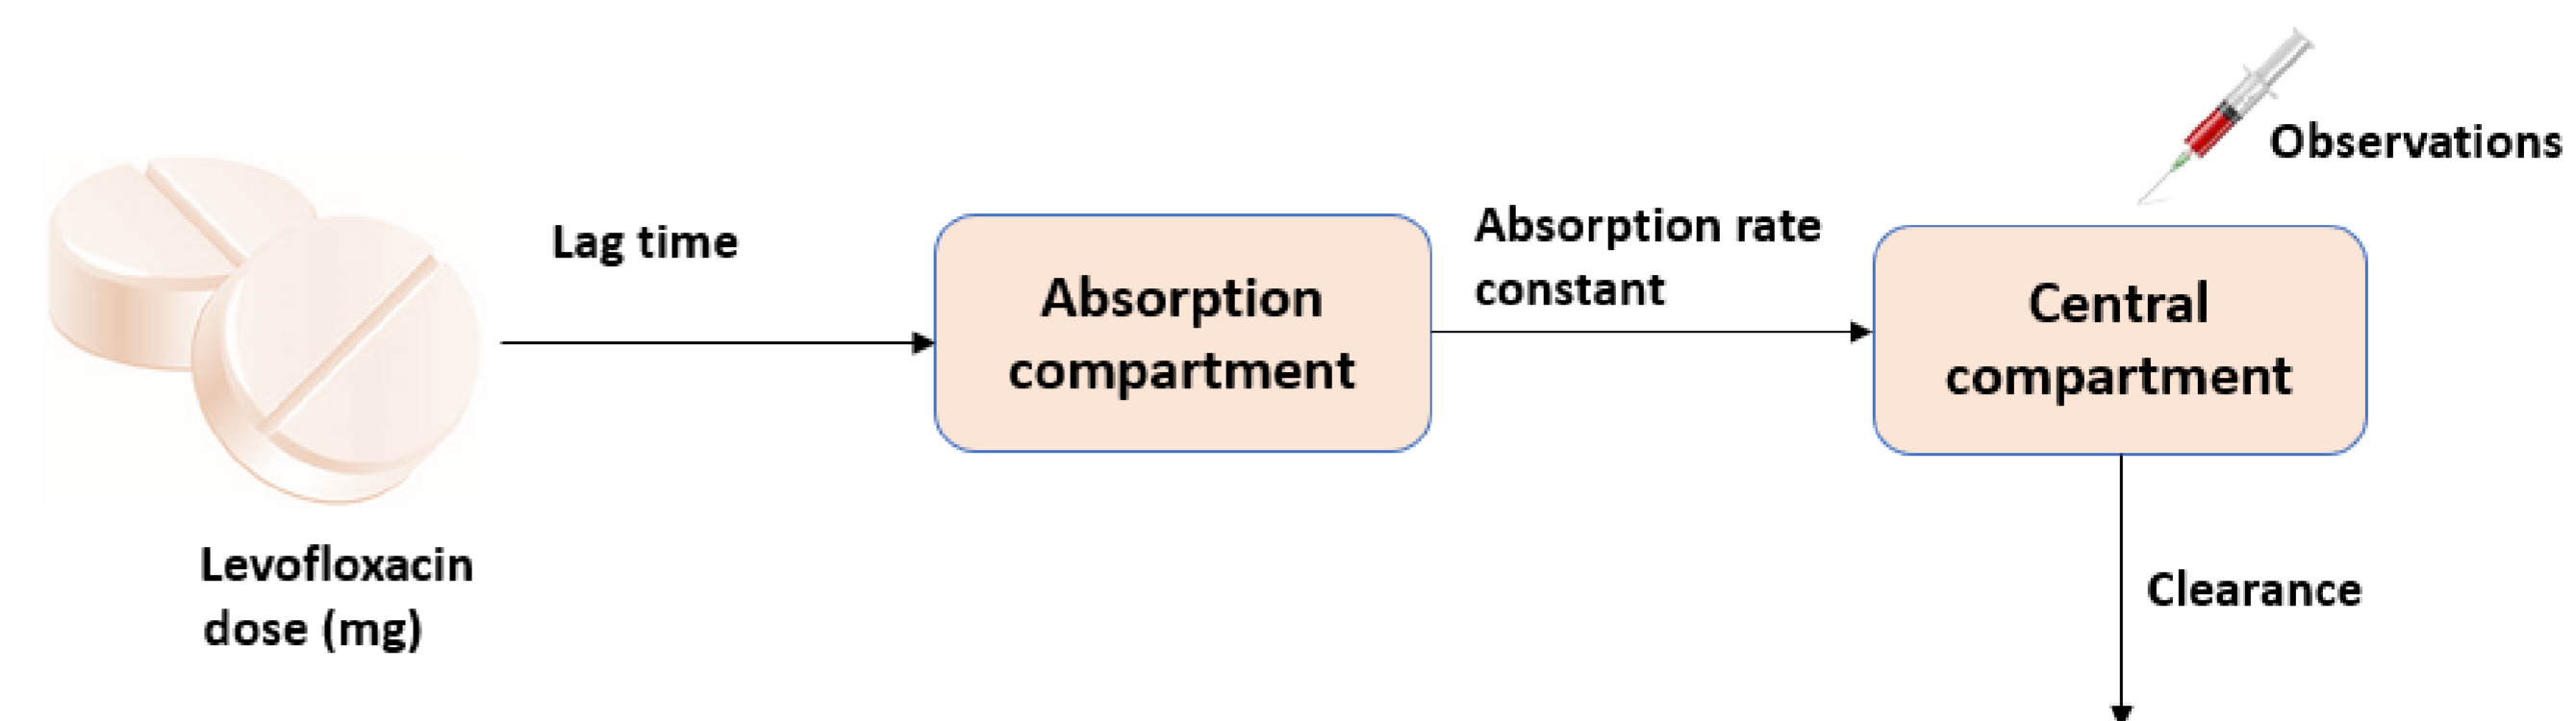 Observations
Lag time
Absorption rate
constant
Absorption
compartment
Central
compartment
Levofloxacin
dose (mg)
Clearance